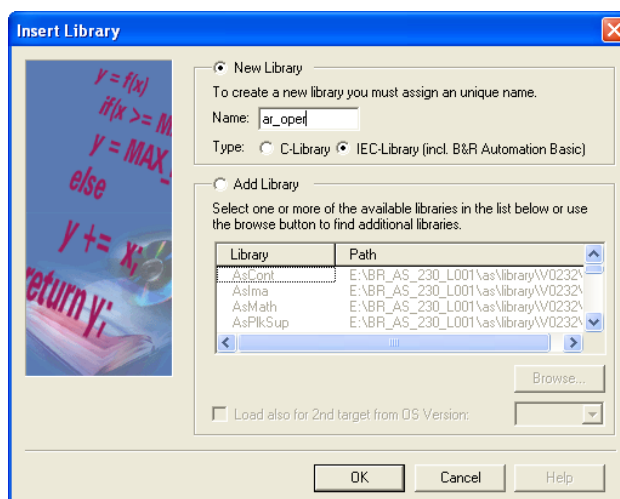 Insert Library
y = f(x)
if(x >= M
y = MAX_
else
y += x;
return y;
New Library
To create a new library you must assign an unique name.
Name: ar_oper
Type: C-Library IEC-Library (incl. B&R Automation Basic)
Add Library
Select one or more of the available libraries in the list below or use
the browse button to find additional libraries.
Library Path
AsCont E:\BR_AS_230_L001\as\library\V0232\
AsIma E:\BR_AS_230_L001\as\library\V0232\
AsMath E:\BR_AS_230_L001\as\library\V0232\
AsPlkSup E:\BR_AS_230_L001\as\library\V0232\
Browse...
Load also for 2nd target from OS Version:
OK Cancel Help